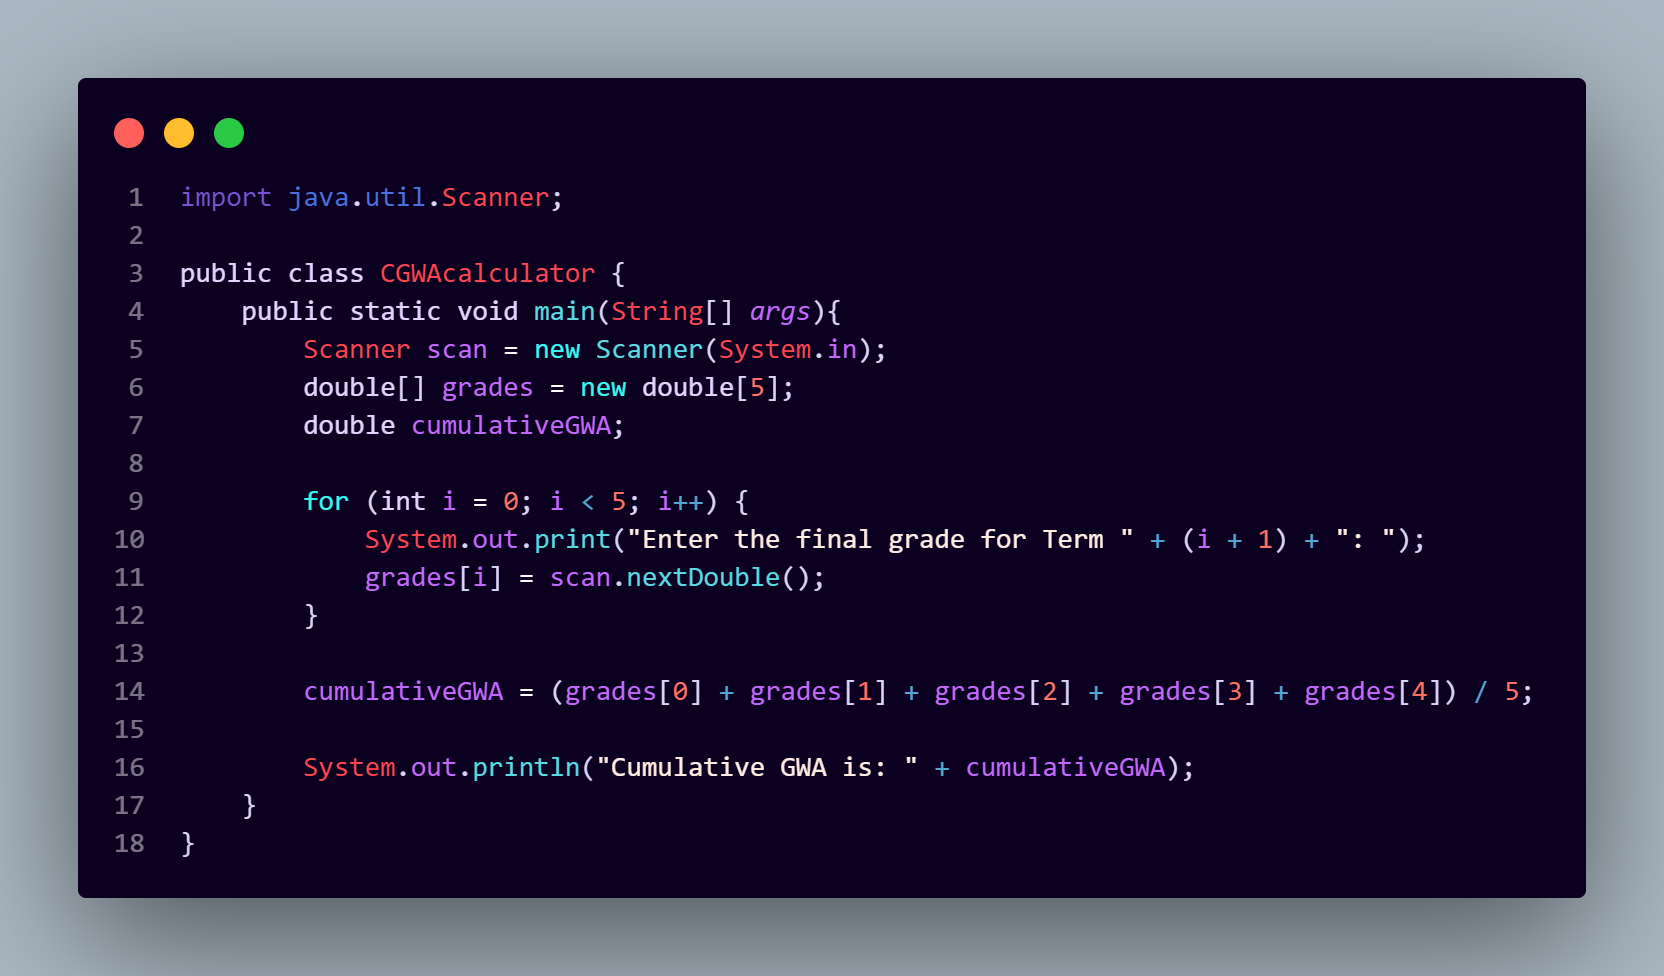 1 import java.util.Scanner;
2
3 public class CGWAcalculator {
4     public static void main(String[] args){
5         Scanner scan = new Scanner(System.in);
6         double[] grades = new double[5];
7         double cumulativeGWA;
8
9         for (int i = 0; i < 5; i++) {
10             System.out.print("Enter the final grade for Term " + (i + 1) + ": ");
11             grades[i] = scan.nextDouble();
12         }
13
14         cumulativeGWA = (grades[0] + grades[1] + grades[2] + grades[3] + grades[4]) / 5;
15
16         System.out.println("Cumulative GWA is: " + cumulativeGWA);
17     }
18 }